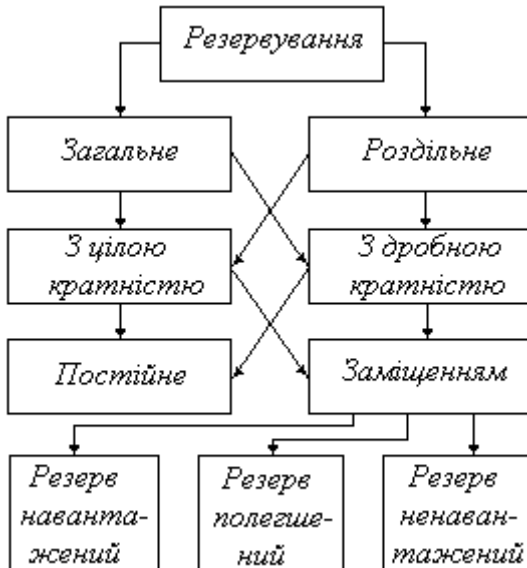 Резервування
Загальне
Роздільне
З цілою
кратністю
З дробною
кратністю
Постійне
Заміщенням
Резерв
наванта-
жений
Резерв
полегше-
ний
Резерв
ненаван-
тажений